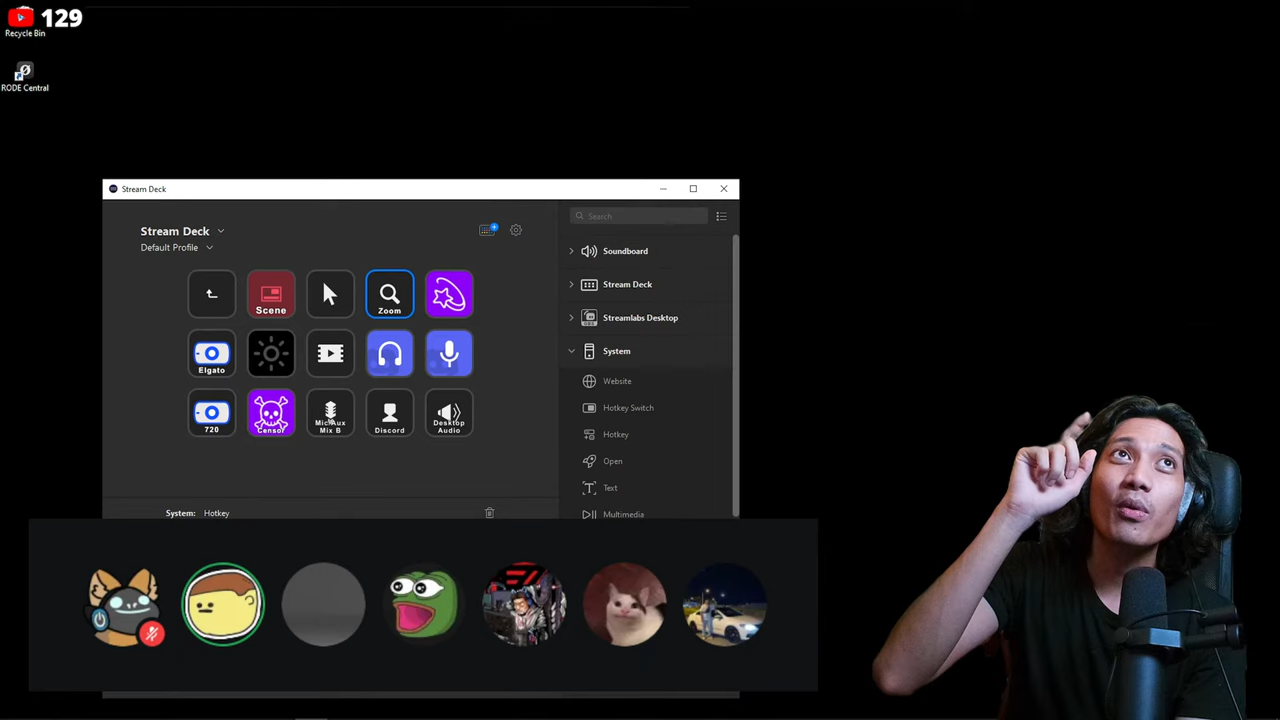 129
Recycle Bin
RODE Central
Stream Deck
Stream Deck
Default Profile
Search
Scene
Zoom
Elgato
720
Censor
Mic/Aux
Mix B
Discord
Desktop
Audio
Soundboard
Stream Deck
Streamlabs Desktop
System
Website
Hotkey Switch
Hotkey
Open
Text
Multimedia
System: Hotkey